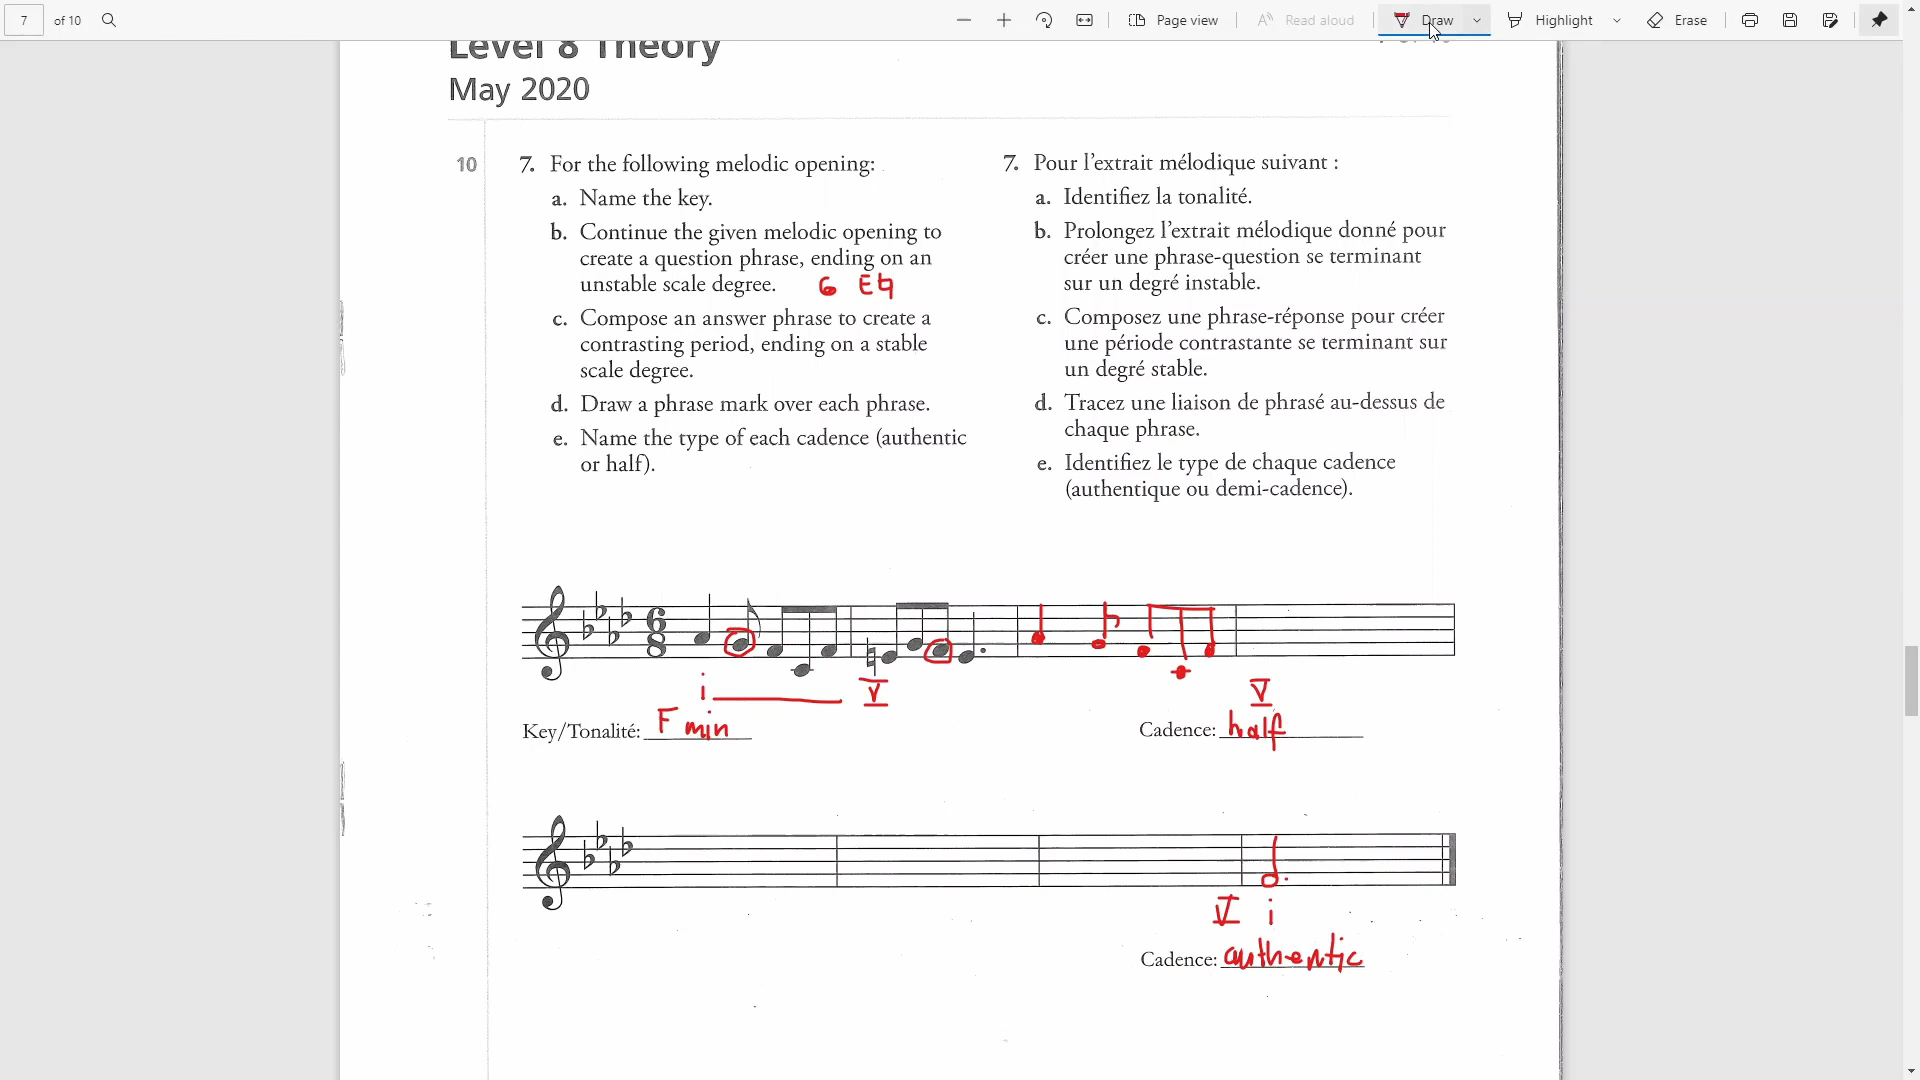 7 of 10
Page view
Read aloud
Draw
Highlight
Erase
Level 8 Theory
May 2020
10
7. For the following melodic opening:
a. Name the key.
b. Continue the given melodic opening to
create a question phrase, ending on an
unstable scale degree. G E♮
c. Compose an answer phrase to create a
contrasting period, ending on a stable
scale degree.
d. Draw a phrase mark over each phrase.
e. Name the type of each cadence (authentic
or half).
7. Pour l'extrait mélodique suivant :
a. Identifiez la tonalité.
b. Prolongez l'extrait mélodique donné pour
créer une phrase-question se terminant
sur un degré instable.
c. Composez une phrase-réponse pour créer
une période contrastante se terminant sur
un degré stable.
d. Tracez une liaison de phrasé au-dessus de
chaque phrase.
e. Identifiez le type de chaque cadence
(authentique ou demi-cadence).
6
8
i V V
Key/Tonalité: F min
Cadence: half
V i
Cadence: authentic